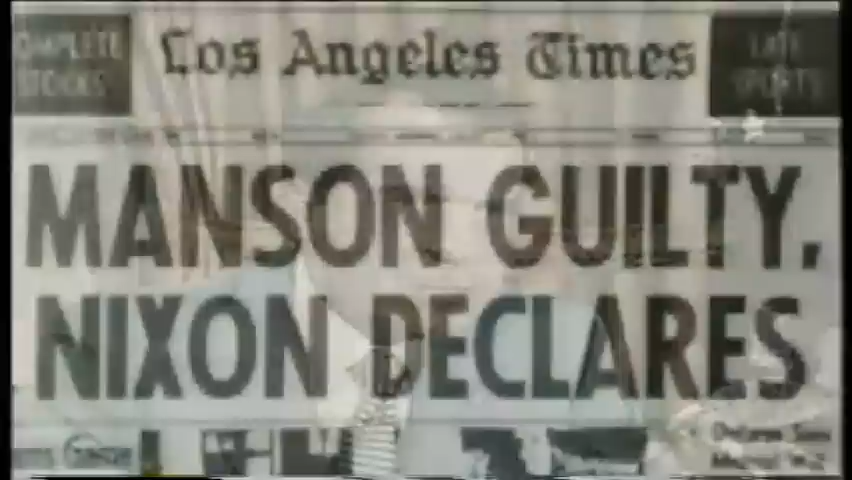 COMPLETE
STOCKS
Los Angeles Times
LATE
SPORTS
MANSON GUILTY,
NIXON DECLARES